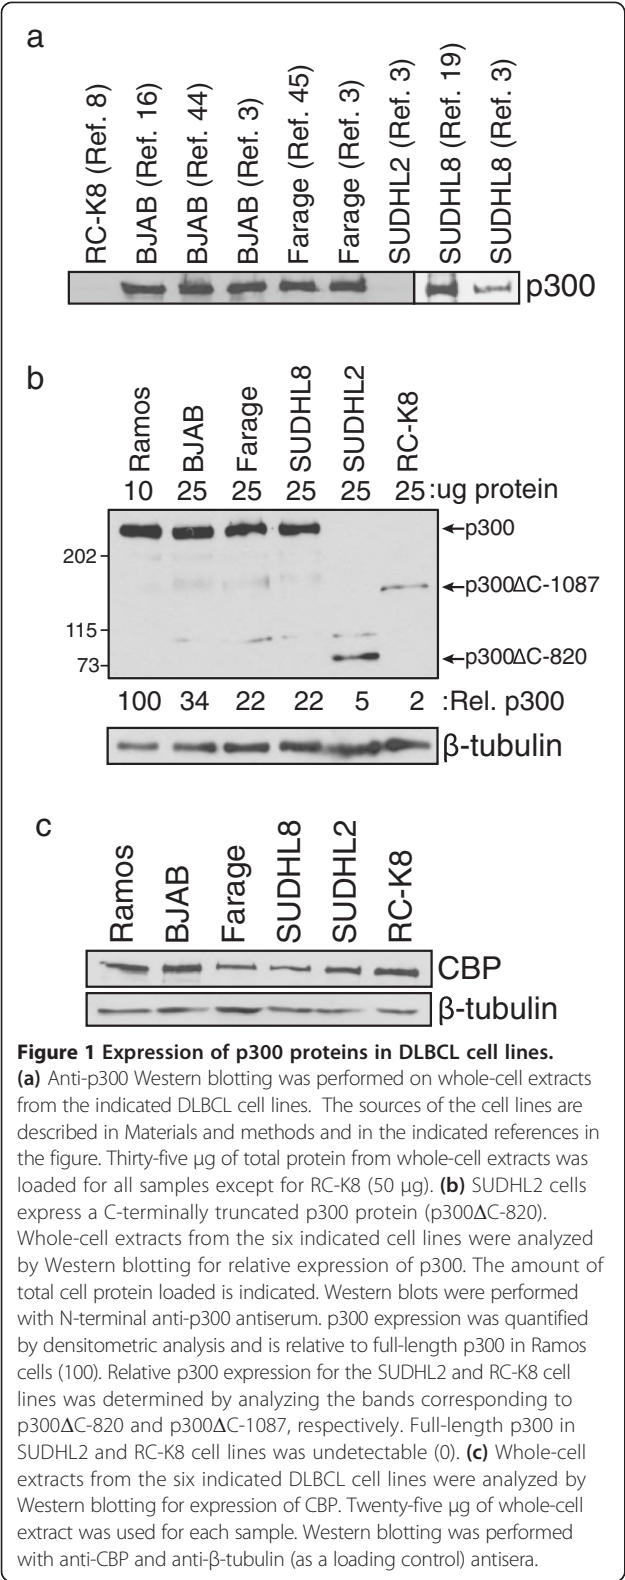 a
RC-K8 (Ref. 8)
BJAB (Ref. 16)
BJAB (Ref. 44)
BJAB (Ref. 3)
Farage (Ref. 45)
Farage (Ref. 3)
SUDHL2 (Ref. 3)
SUDHL8 (Ref. 19)
SUDHL8 (Ref. 3)
p300
b
Ramos
BJAB
Farage
SUDHL8
SUDHL2
RC-K8
10 25 25 25 25 25 :ug protein
←p300
202
←p300ΔC-1087
115
73
←p300ΔC-820
100 34 22 22 5 2 :Rel. p300
β-tubulin
c
Ramos
BJAB
Farage
SUDHL8
SUDHL2
RC-K8
CBP
β-tubulin
Figure 1 Expression of p300 proteins in DLBCL cell lines.
(a) Anti-p300 Western blotting was performed on whole-cell extracts
from the indicated DLBCL cell lines. The sources of the cell lines are
described in Materials and methods and in the indicated references in
the figure. Thirty-five μg of total protein from whole-cell extracts was
loaded for all samples except for RC-K8 (50 μg). (b) SUDHL2 cells
express a C-terminally truncated p300 protein (p300ΔC-820).
Whole-cell extracts from the six indicated cell lines were analyzed
by Western blotting for relative expression of p300. The amount of
total cell protein loaded is indicated. Western blots were performed
with N-terminal anti-p300 antiserum. p300 expression was quantified
by densitometric analysis and is relative to full-length p300 in Ramos
cells (100). Relative p300 expression for the SUDHL2 and RC-K8 cell
lines was determined by analyzing the bands corresponding to
p300ΔC-820 and p300ΔC-1087, respectively. Full-length p300 in
SUDHL2 and RC-K8 cell lines was undetectable (0). (c) Whole-cell
extracts from the six indicated DLBCL cell lines were analyzed by
Western blotting for expression of CBP. Twenty-five μg of whole-cell
extract was used for each sample. Western blotting was performed
with anti-CBP and anti-β-tubulin (as a loading control) antisera.